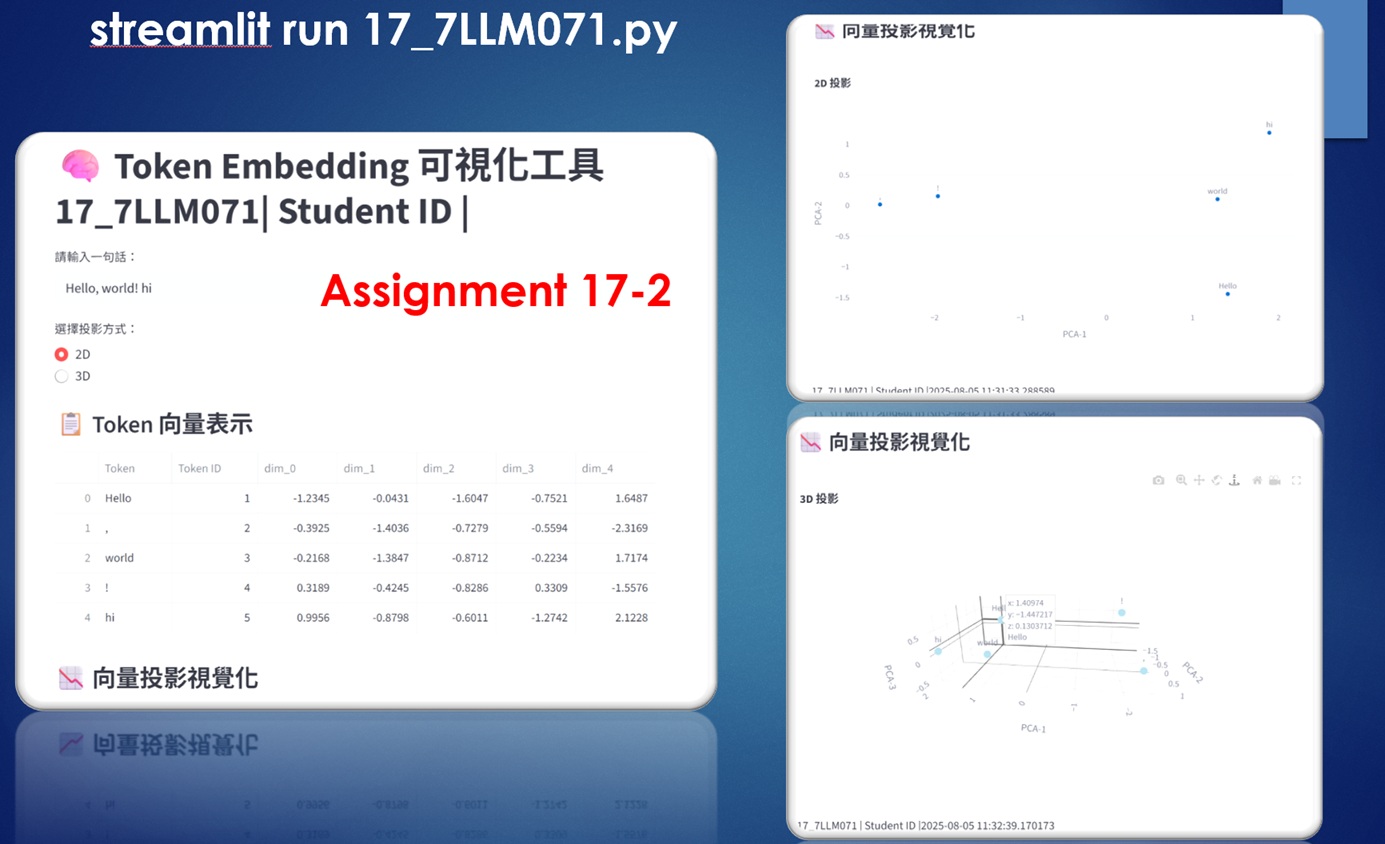 streamlit run 17_7LLM071.py
🧠 Token Embedding 可視化工具
17_7LLM071| Student ID |
請輸入一句話：
Hello, world! hi
Assignment 17-2
選擇投影方式：
2D
3D
📋 Token 向量表示
Token Token ID dim_0 dim_1 dim_2 dim_3 dim_4
0 Hello 1 -1.2345 -0.0431 -1.6047 -0.7521 1.6487
1 , 2 -0.3925 -1.4036 -0.7279 -0.5594 -2.3169
2 world 3 -0.2168 -1.3847 -0.8712 -0.2234 1.7174
3 ! 4 0.3189 -0.4245 -0.8286 0.3309 -1.5576
4 hi 5 0.9956 -0.8798 -0.6011 -1.2742 2.1228
📉 向量投影視覺化
📉 向量投影視覺化
2D 投影
hi
1
0.5
!
world
0
−0.5
−1
Hello
−1.5
PCA-2
−2 −1 0 1 2
PCA-1
17_7LLM071 | Student ID |2025-08-05 11:31:33.288589
📉 向量投影視覺化
3D 投影
x: 1.40974
y: −1.447217
z: 0.1303712
Hello
!
hi
world
0.5
0
−0.5
PCA-3
2 1 0 −1 −2
PCA-1
−1.5
−1
−0.5
0
0.5
1
PCA-2
17_7LLM071 | Student ID |2025-08-05 11:32:39.170173